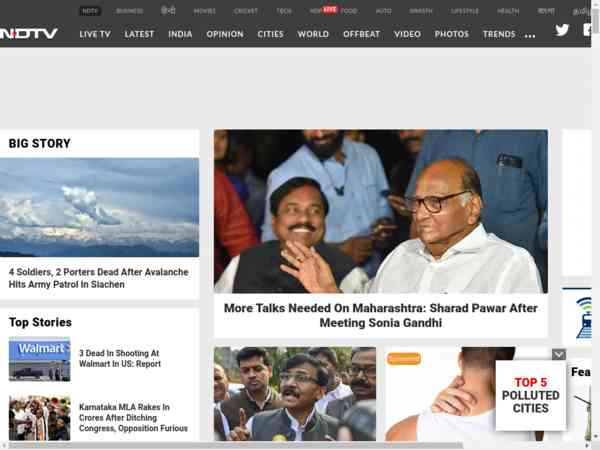 NDTV
BUSINESS
हिन्दी
MOVIES
CRICKET
TECH
HOP
LIVE
FOOD
AUTO
SWASTH
LIFESTYLE
HEALTH
বাংলা
NDTV
LIVE TV
LATEST
INDIA
OPINION
CITIES
WORLD
OFFBEAT
VIDEO
PHOTOS
TRENDS
...
BIG STORY
4 Soldiers, 2 Porters Dead After Avalanche
Hits Army Patrol In Siachen
More Talks Needed On Maharashtra: Sharad Pawar After
Meeting Sonia Gandhi
Top Stories
Walmart
3 Dead In Shooting At
Walmart In US: Report
Karnataka MLA Rakes In
Crores After Ditching
Congress, Opposition Furious
Sponsored
TOP 5
POLLUTED
CITIES
Fea